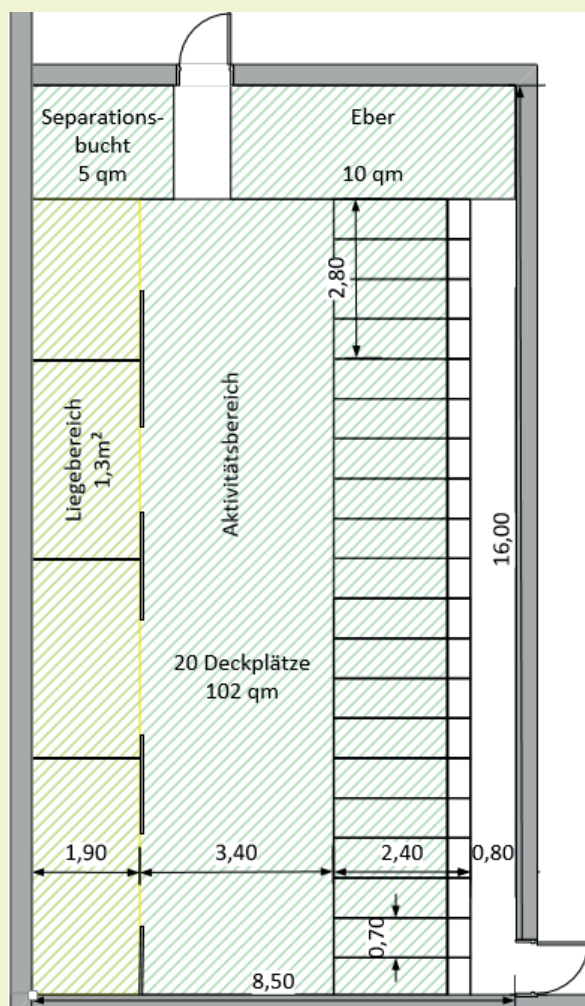 Separations-
bucht
5 qm
Eber
10 qm
2,80
Liegebereich
1,3m²
Aktivitätsbereich
16,00
20 Deckplätze
102 qm
1,90
3,40
2,40
0,80
0,70
8,50